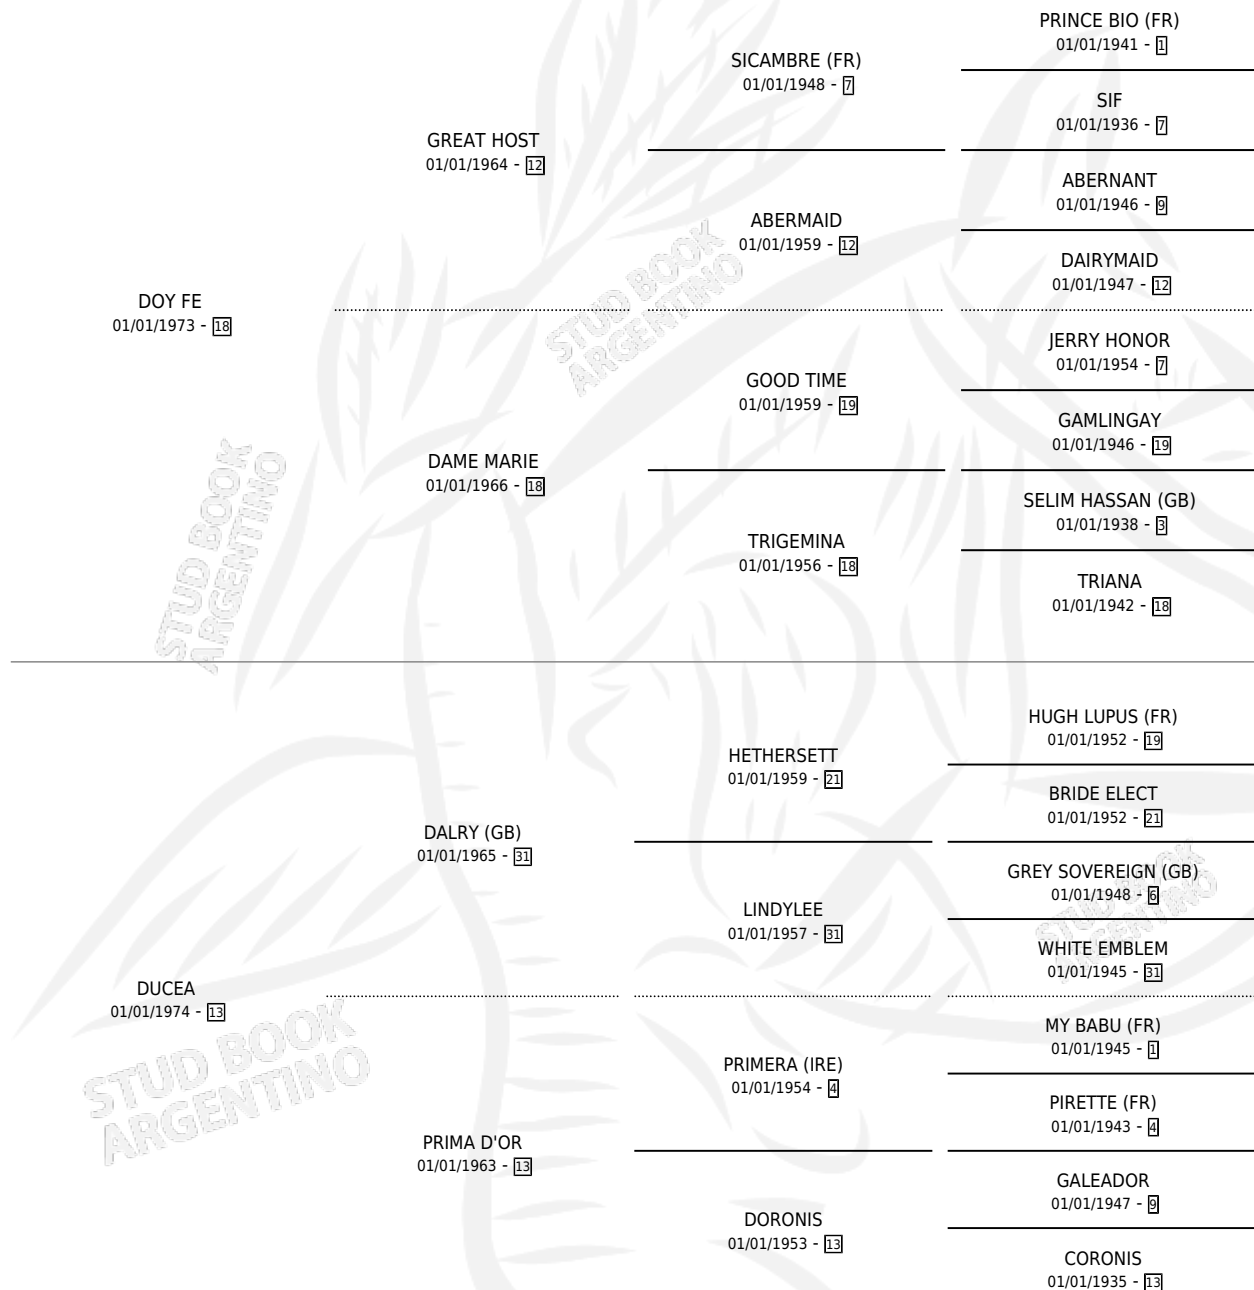 PRINCE BIO (FR)
01/01/1941 - 1
SICAMBRE (FR)
01/01/1948 - 7
SIF
01/01/1936 - 7
GREAT HOST
01/01/1964 - 12
ABERNANT
01/01/1946 - 9
ABERMAID
01/01/1959 - 12
DAIRYMAID
01/01/1947 - 12
DOY FE
01/01/1973 - 18
JERRY HONOR
01/01/1954 - 7
GOOD TIME
01/01/1959 - 19
GAMLINGAY
01/01/1946 - 19
DAME MARIE
01/01/1966 - 18
SELIM HASSAN (GB)
01/01/1938 - 3
TRIGEMINA
01/01/1956 - 18
TRIANA
01/01/1942 - 18
HUGH LUPUS (FR)
01/01/1952 - 19
HETHERSETT
01/01/1959 - 21
BRIDE ELECT
01/01/1952 - 21
DALRY (GB)
01/01/1965 - 31
GREY SOVEREIGN (GB)
01/01/1948 - 6
LINDYLEE
01/01/1957 - 31
WHITE EMBLEM
01/01/1945 - 31
DUCEA
01/01/1974 - 13
MY BABU (FR)
01/01/1945 - 1
PRIMERA (IRE)
01/01/1954 - 4
PIRETTE (FR)
01/01/1943 - 4
PRIMA D'OR
01/01/1963 - 13
GALEADOR
01/01/1947 - 9
DORONIS
01/01/1953 - 13
CORONIS
01/01/1935 - 13
STUD BOOK
ARGENTINO
STUD BOOK
ARGENTINO
STUD BOOK
ARGENTINO
STUD BOOK
ARGENTINO